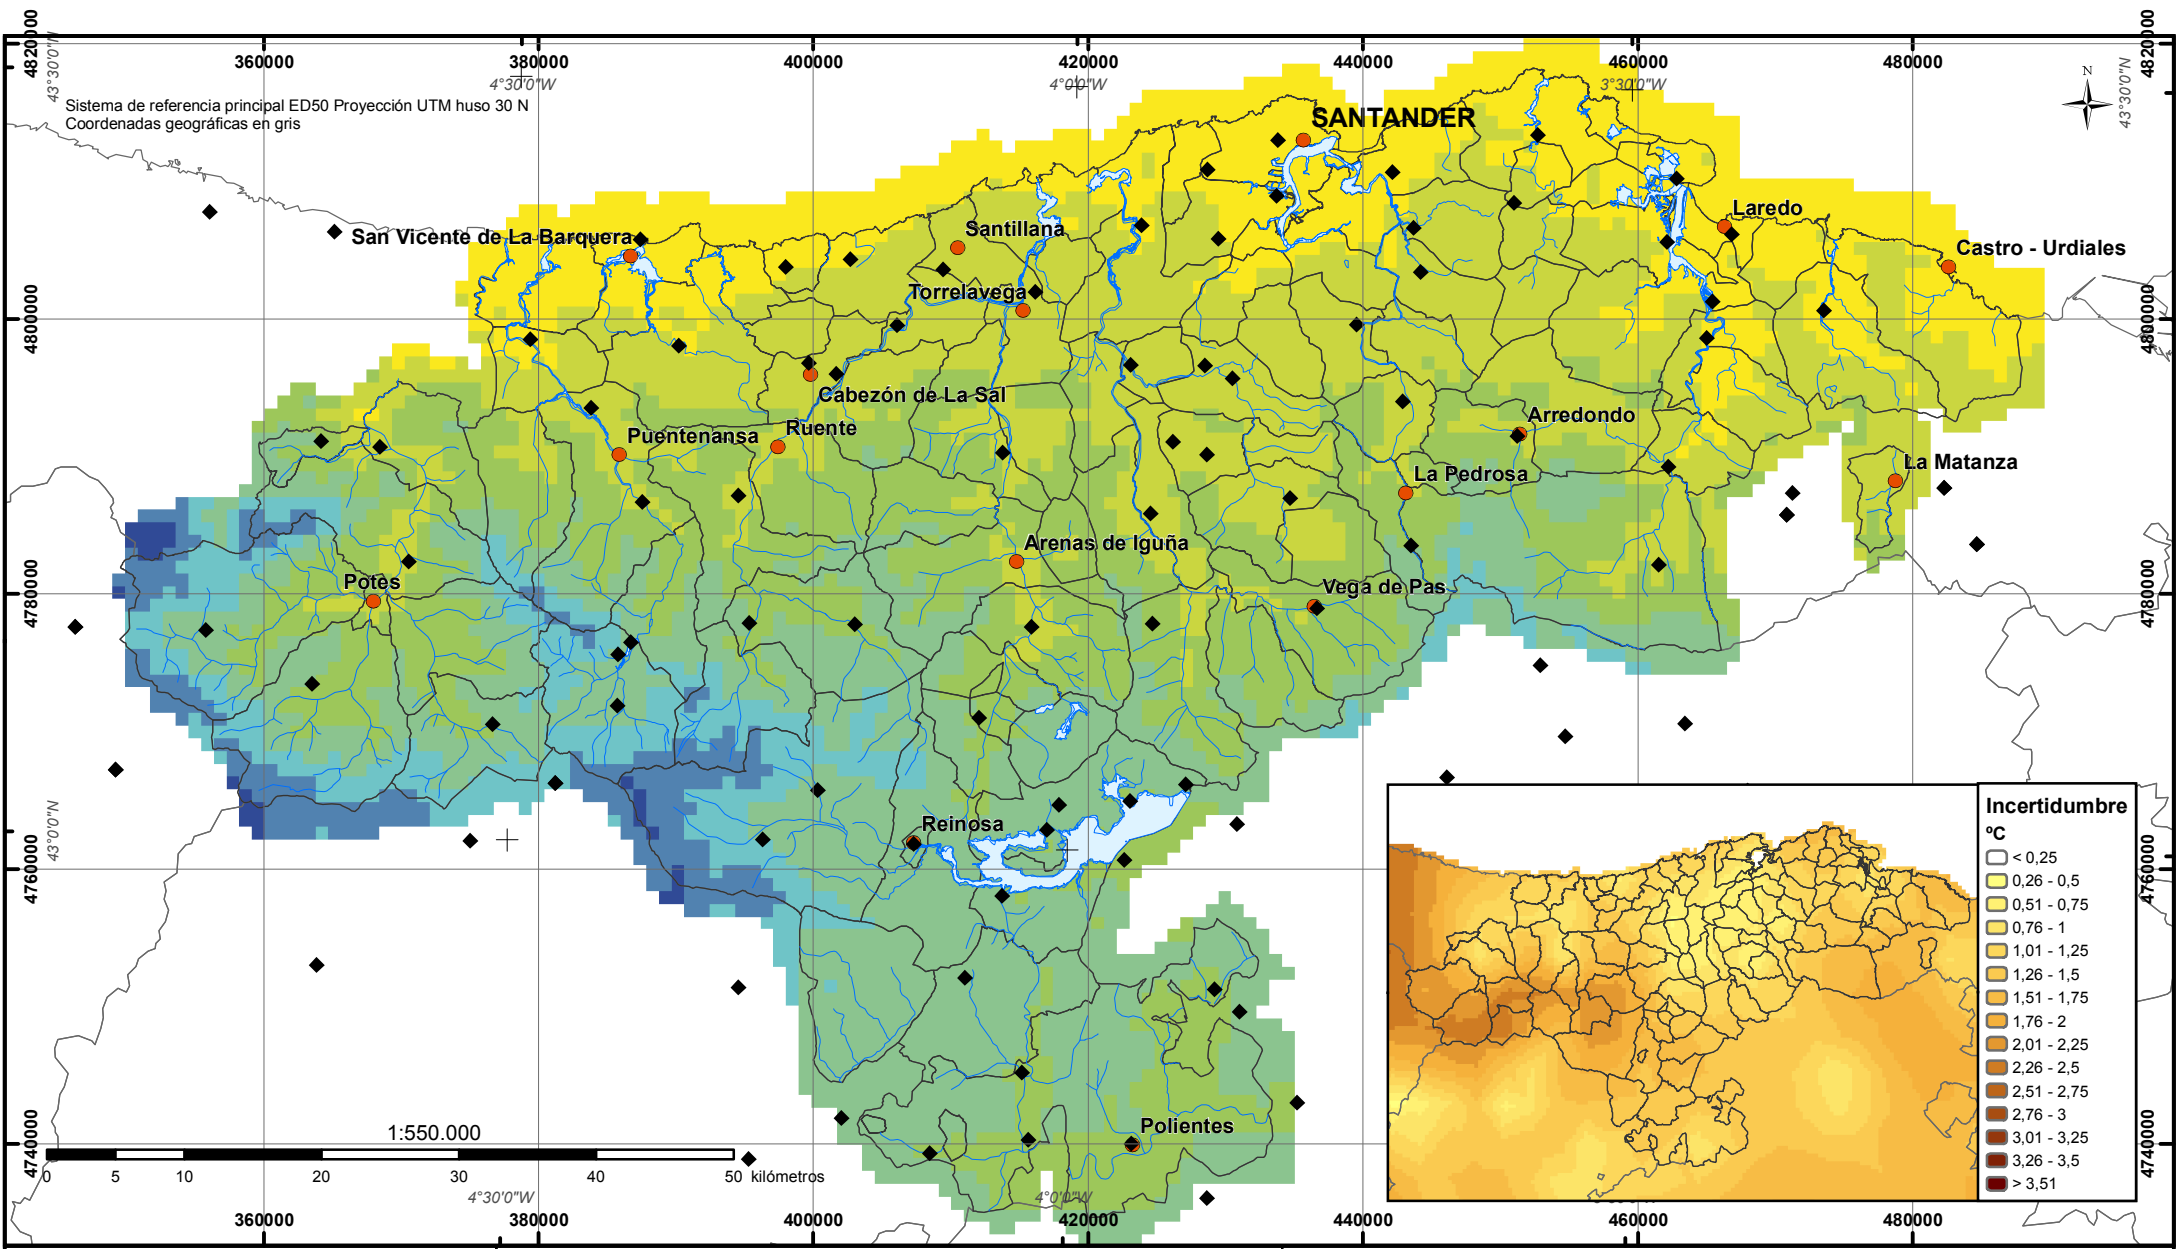 360000
380000
400000
420000
440000
460000
480000
4820000
43°30'0"N
4°30'0"W
4°0'0"W
3°30'0"W
N
43°30'0"N
4820000
Sistema de referencia principal ED50 Proyección UTM huso 30 N
Coordenadas geográficas en gris
SANTANDER
Laredo
Santillana
San Vicente de La Barquera
Castro - Urdiales
Torrelavega
4800000
4800000
Cabezón de La Sal
Arredondo
Ruente
Puentenansa
La Matanza
La Pedrosa
Arenas de Iguña
Potes
Vega de Pas
4780000
4780000
Reinosa
43°0'0"N
4760000
4760000
Incertidumbre
ºC
< 0,25
0,26 - 0,5
0,51 - 0,75
0,76 - 1
1,01 - 1,25
1,26 - 1,5
1,51 - 1,75
1,76 - 2
2,01 - 2,25
2,26 - 2,5
2,51 - 2,75
2,76 - 3
3,01 - 3,25
3,26 - 3,5
> 3,51
Polientes
1:550.000
4740000
4740000
0 5 10 20 30 40 50 kilómetros
4°30'0"W
4°0'0"W
360000
380000
400000
420000
440000
460000
480000